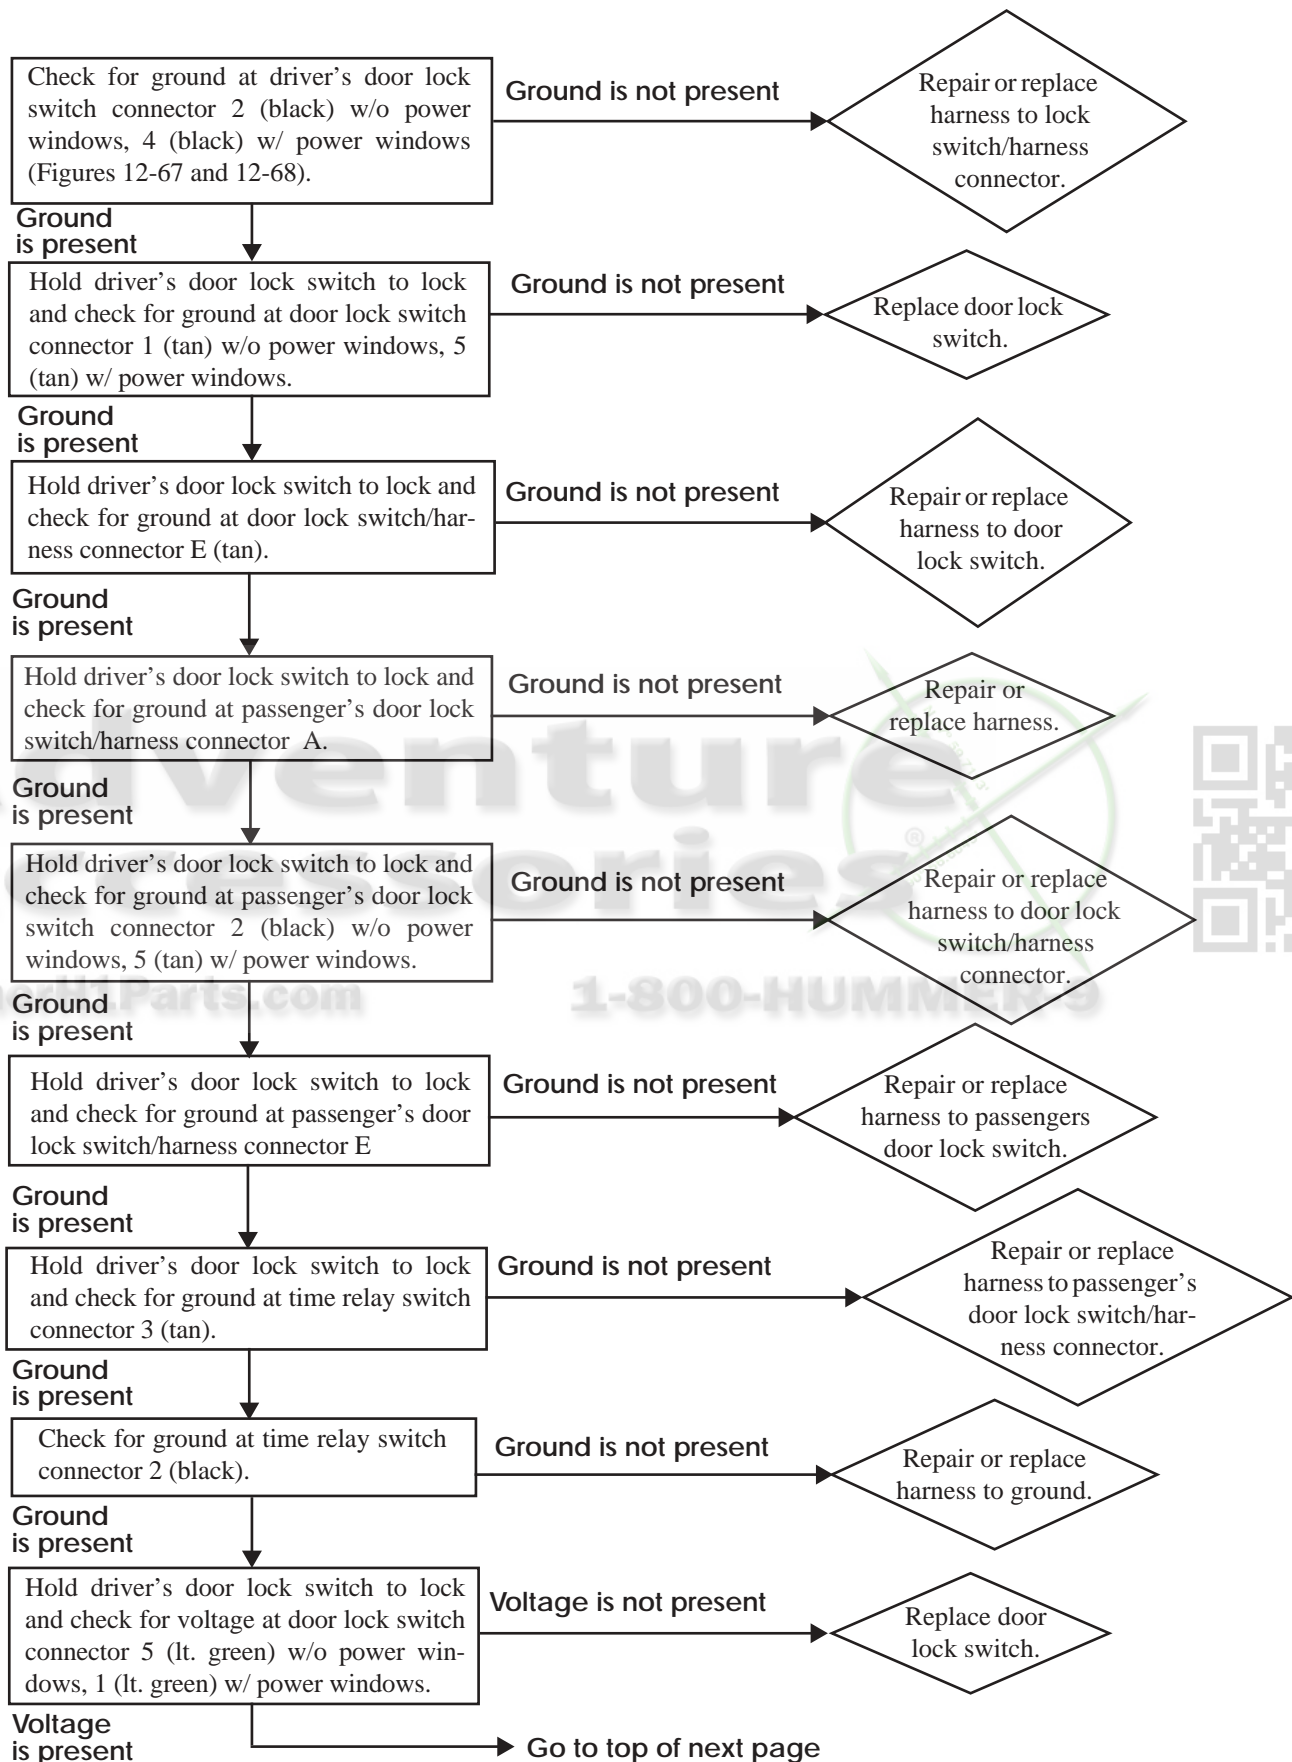 Check for ground at driver's door lock
switch connector 2 (black) w/o power
windows, 4 (black) w/ power windows
(Figures 12-67 and 12-68).
Ground is not present
Repair or replace
harness to lock
switch/harness
connector.
Ground
is present
Hold driver's door lock switch to lock
and check for ground at door lock switch
connector 1 (tan) w/o power windows, 5
(tan) w/ power windows.
Ground is not present
Replace door lock
switch.
Ground
is present
Hold driver's door lock switch to lock and
check for ground at door lock switch/har-
ness connector E (tan).
Ground is not present
Repair or replace
harness to door
lock switch.
Ground
is present
Hold driver's door lock switch to lock and
check for ground at passenger's door lock
switch/harness connector A.
Ground is not present
Repair or
replace harness.
Ground
is present
Hold driver's door lock switch to lock and
check for ground at passenger's door lock
switch connector 2 (black) w/o power
windows, 5 (tan) w/ power windows.
Ground is not present
Repair or replace
harness to door lock
switch/harness
connector.
Ground
is present
Hold driver's door lock switch to lock
and check for ground at passenger's door
lock switch/harness connector E
Ground is not present
Repair or replace
harness to passengers
door lock switch.
Ground
is present
Hold driver's door lock switch to lock
and check for ground at time relay switch
connector 3 (tan).
Ground is not present
Repair or replace
harness to passenger's
door lock switch/har-
ness connector.
Ground
is present
Check for ground at time relay switch
connector 2 (black).
Ground is not present
Repair or replace
harness to ground.
Ground
is present
Hold driver's door lock switch to lock
and check for voltage at door lock switch
connector 5 (lt. green) w/o power win-
dows, 1 (lt. green) w/ power windows.
Voltage is not present
Replace door
lock switch.
Voltage
is present
Go to top of next page
dventure
ccessories
®
merH1Parts.com
1-800-HUMMER-9